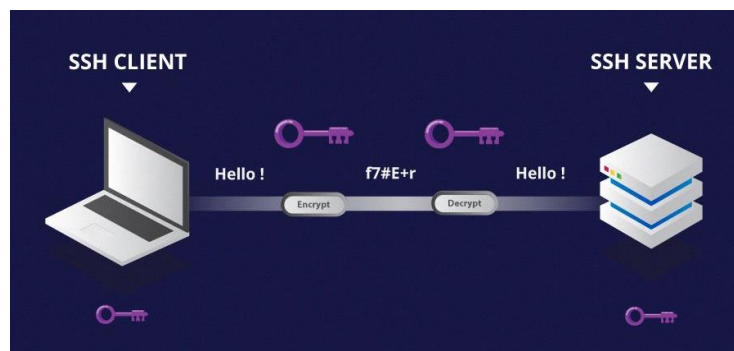 SSH CLIENT
SSH SERVER
Hello !
f7#E+r
Hello !
Encrypt
Decrypt